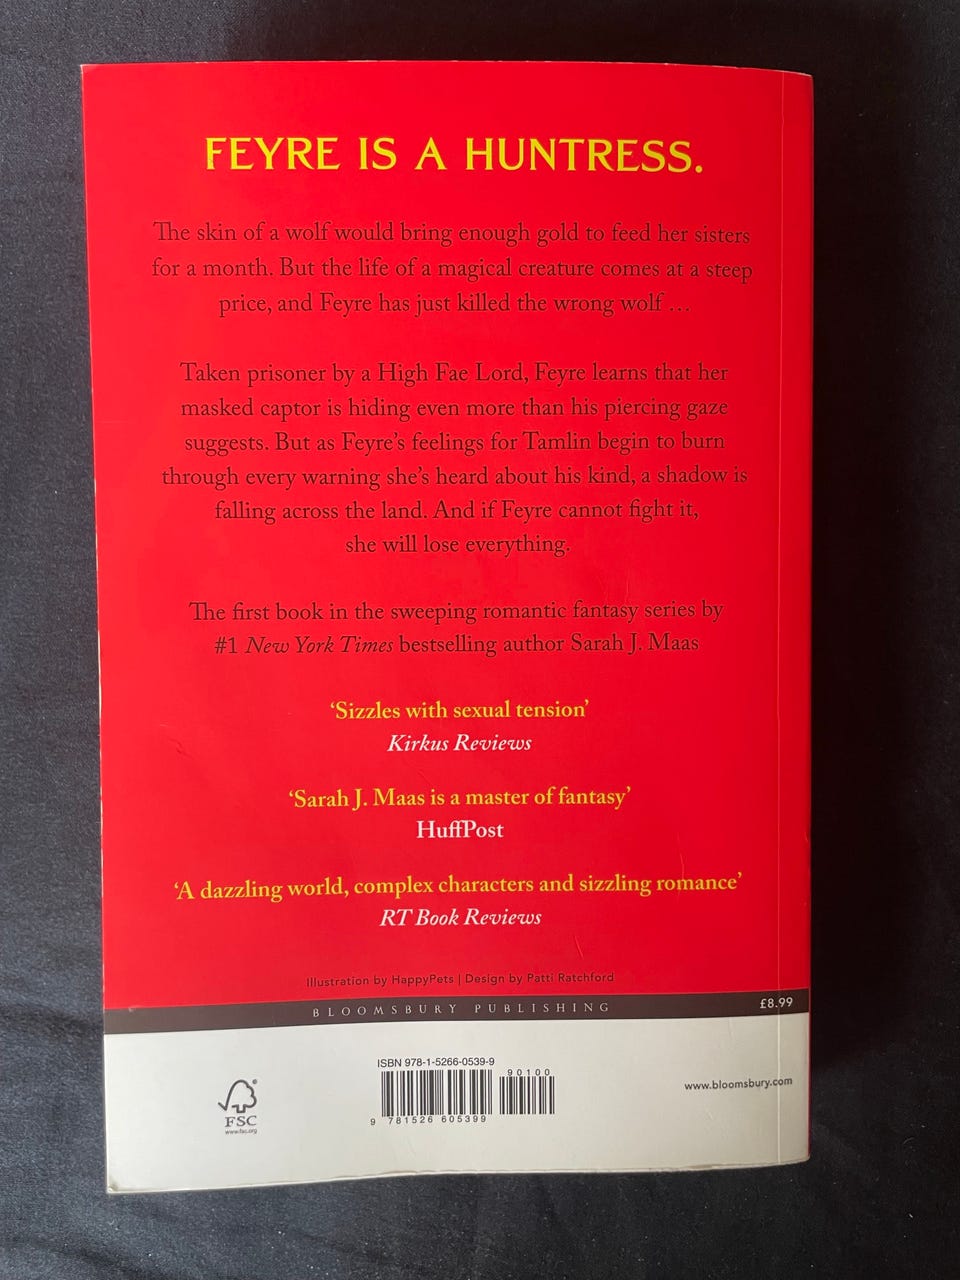 FEYRE IS A HUNTRESS.
The skin of a wolf would bring enough gold to feed her sisters
for a month. But the life of a magical creature comes at a steep
price, and Feyre has just killed the wrong wolf …
Taken prisoner by a High Fae Lord, Feyre learns that her
masked captor is hiding even more than his piercing gaze
suggests. But as Feyre’s feelings for Tamlin begin to burn
through every warning she’s heard about his kind, a shadow is
falling across the land. And if Feyre cannot fight it,
she will lose everything.
The first book in the sweeping romantic fantasy series by
#1 New York Times bestselling author Sarah J. Maas
‘Sizzles with sexual tension’
Kirkus Reviews
‘Sarah J. Maas is a master of fantasy’
HuffPost
‘A dazzling world, complex characters and sizzling romance’
RT Book Reviews
Illustration by HappyPets | Design by Patti Ratchford
BLOOMSBURY PUBLISHING
£8.99
ISBN 978-1-5266-0539-9
90100
9 781526 605399
www.bloomsbury.com
FSC
www.fsc.org